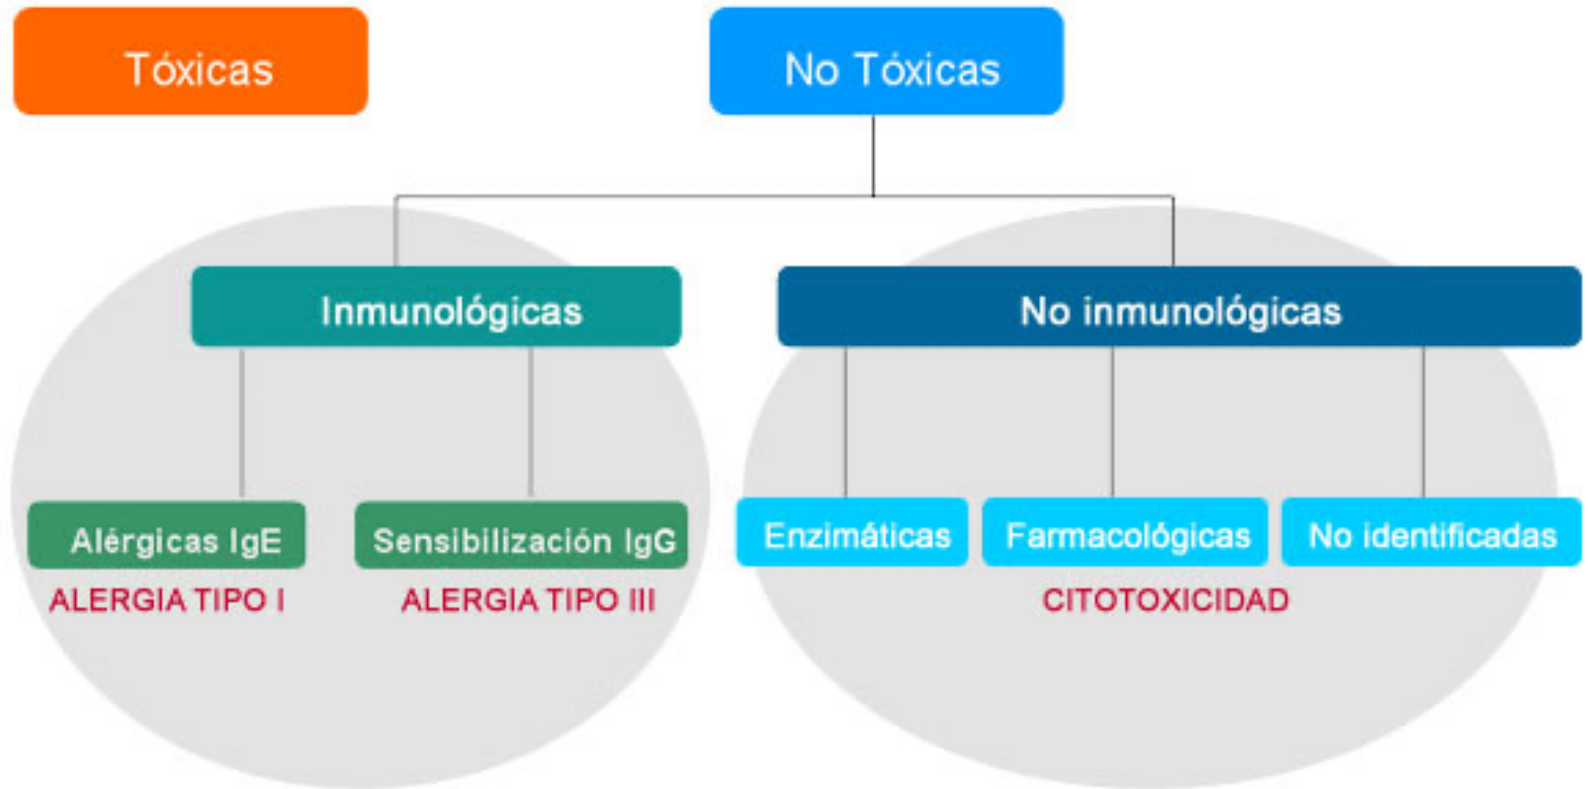 Tóxicas
No Tóxicas
Inmunológicas
No inmunológicas
Alérgicas IgE
Sensibilización IgG
Enzimáticas
Farmacológicas
No identificadas
ALERGIA TIPO I
ALERGIA TIPO III
CITOTOXICIDAD